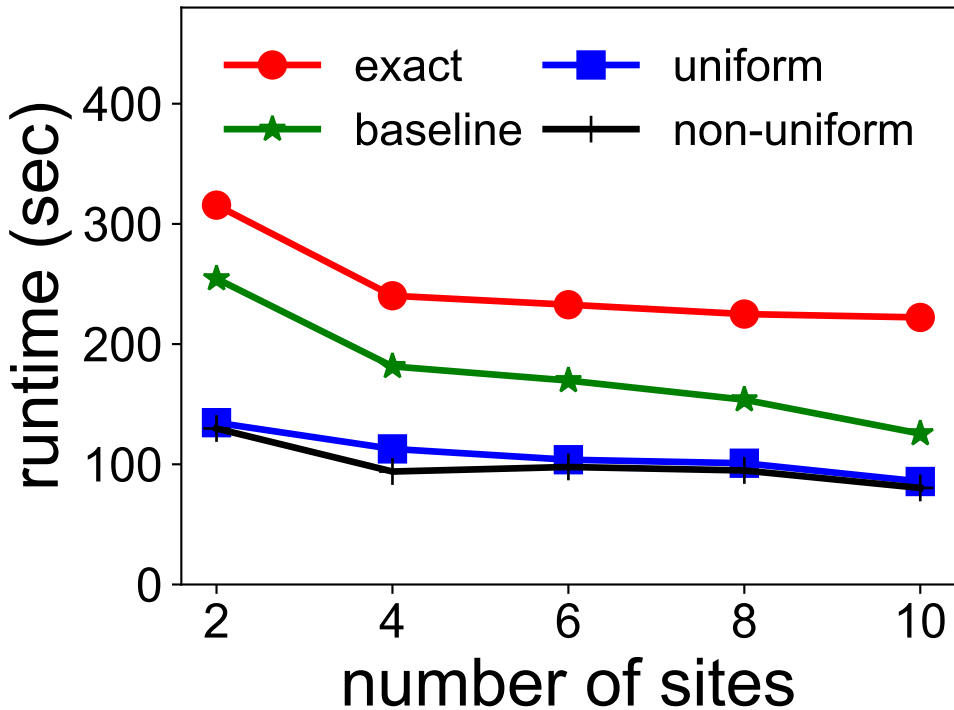 exact
uniform
baseline
non-uniform
runtime (sec)
400
300
200
100
0
2 4 6 8 10
number of sites